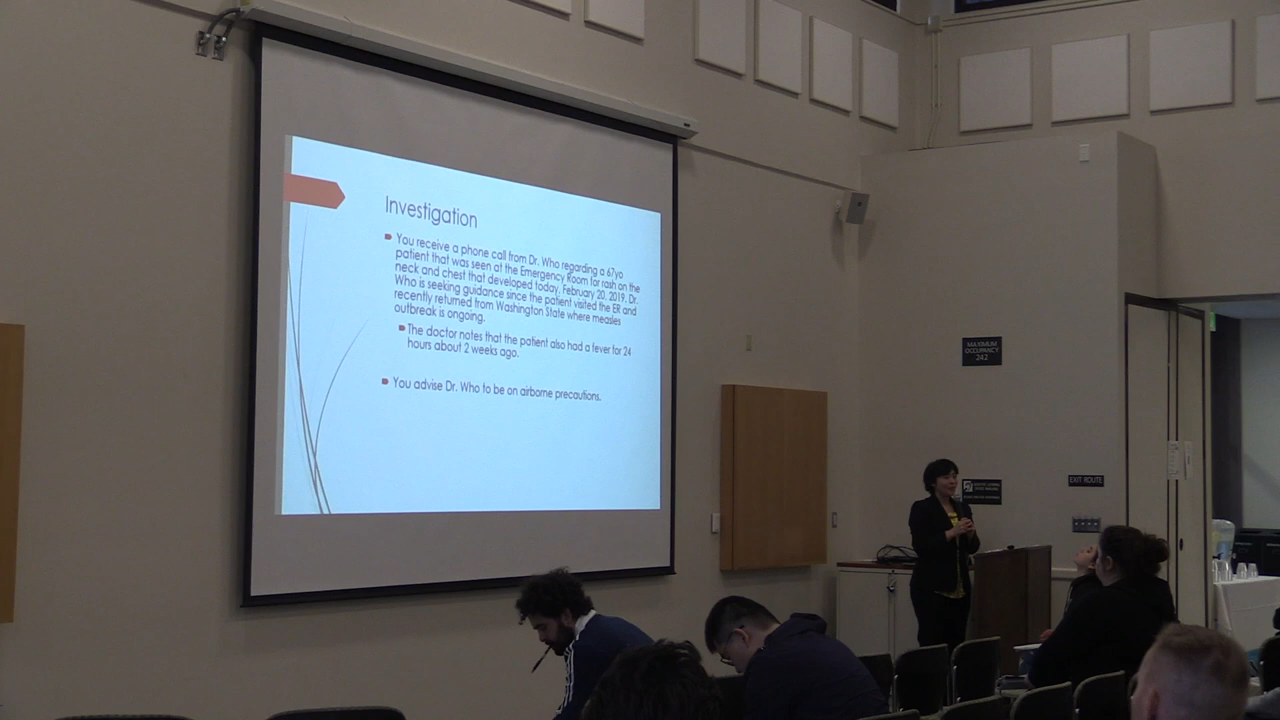 Investigation
You receive a phone call from Dr. Who regarding a 67yo
patient that was seen at the Emergency Room for rash on the
neck and chest that developed today, February 20, 2019. Dr.
Who is seeking guidance since the patient visited the ER and
recently returned from Washington State where measles
outbreak is ongoing.
The doctor notes that the patient also had a fever for 24
hours about 2 weeks ago.
You advise Dr. Who to be on airborne precautions.
MAXIMUM
OCCUPANCY
242
EXIT ROUTE